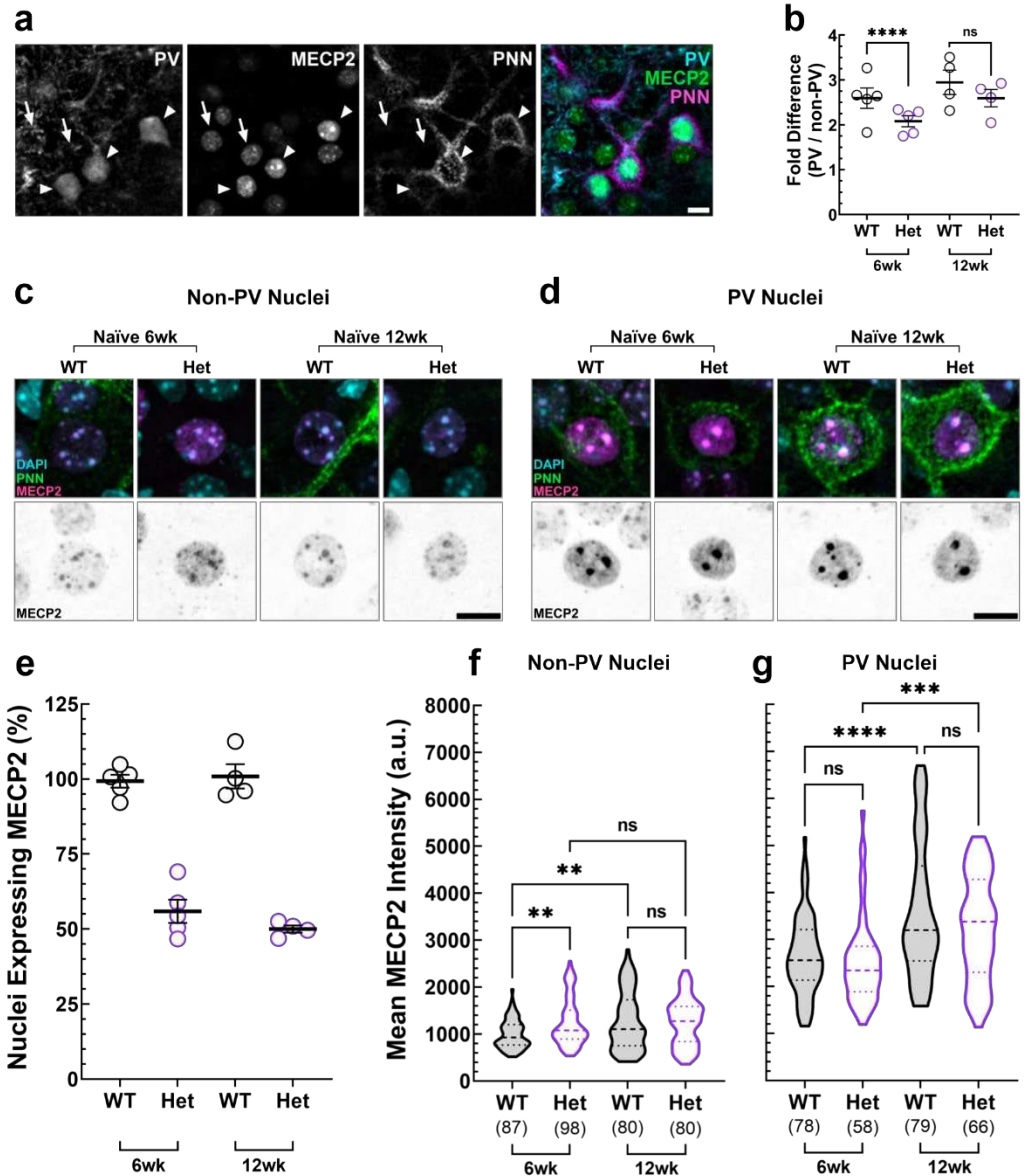 a
PV
MECP2
PNN
PV
MECP2
PNN
b
Fold Difference
(PV / non-PV)
4
3
2
1
0
****
ns
WT Het WT Het
6wk 12wk
c
Non-PV Nuclei
Naïve 6wk Naïve 12wk
WT Het WT Het
DAPI
PNN
MECP2
MECP2
d
PV Nuclei
Naïve 6wk Naïve 12wk
WT Het WT Het
DAPI
PNN
MECP2
MECP2
e
Nuclei Expressing MECP2 (%)
125
100
75
50
25
0
WT Het WT Het
6wk 12wk
f
Non-PV Nuclei
Mean MECP2 Intensity (a.u.)
8000
7000
6000
5000
4000
3000
2000
1000
0
ns
**
**
ns
WT Het WT Het
(87) (98) (80) (80)
6wk 12wk
g
PV Nuclei
***
****
ns
ns
WT Het WT Het
(78) (58) (79) (66)
6wk 12wk